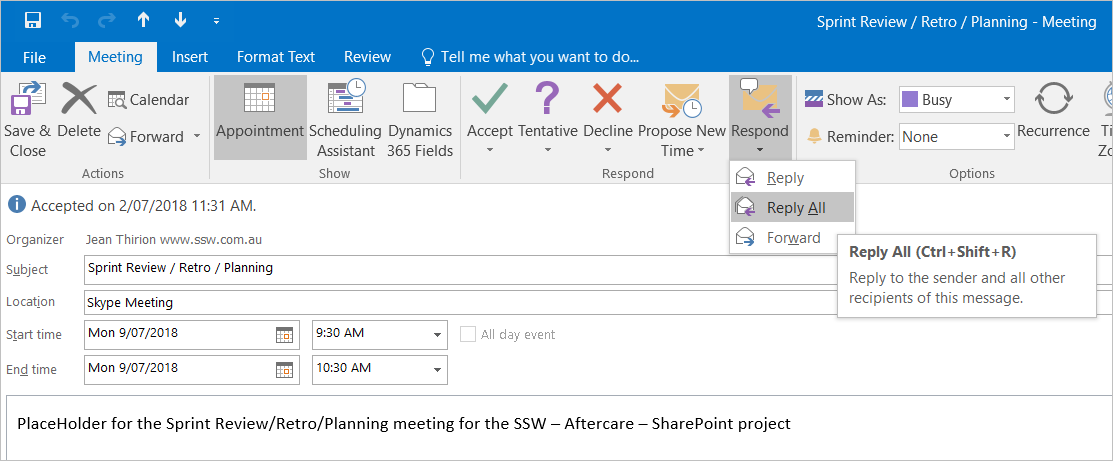 Sprint Review / Retro / Planning - Meeting
File Meeting Insert Format Text Review Tell me what you want to do...
Save & Close
Delete
Calendar
Forward
Actions
Appointment
Scheduling Assistant
Dynamics 365 Fields
Show
Accept
Tentative
Decline
Propose New Time
Respond
Respond
Show As: Busy
Reminder: None
Recurrence
Options
Reply
Reply All
Forward
Reply All (Ctrl+Shift+R)
Reply to the sender and all other
recipients of this message.
Accepted on 2/07/2018 11:31 AM.
Organizer Jean Thirion www.ssw.com.au
Subject Sprint Review / Retro / Planning
Location Skype Meeting
Start time Mon 9/07/2018 9:30 AM All day event
End time Mon 9/07/2018 10:30 AM
PlaceHolder for the Sprint Review/Retro/Planning meeting for the SSW – Aftercare – SharePoint project